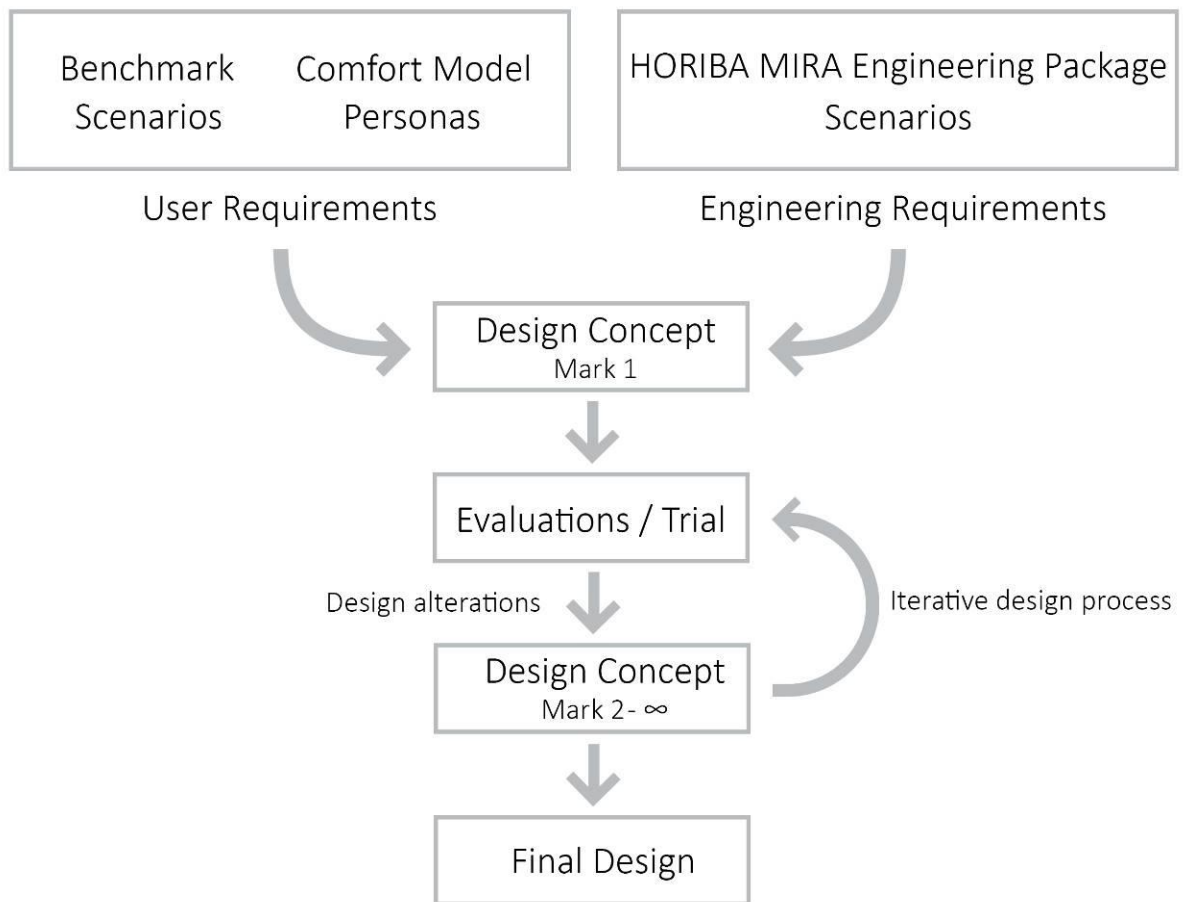 Benchmark
Scenarios
Comfort Model
Personas
HORIBA MIRA Engineering Package
Scenarios
User Requirements
Engineering Requirements
Design Concept
Mark 1
Evaluations / Trial
Design alterations
Iterative design process
Design Concept
Mark 2- ∞
Final Design